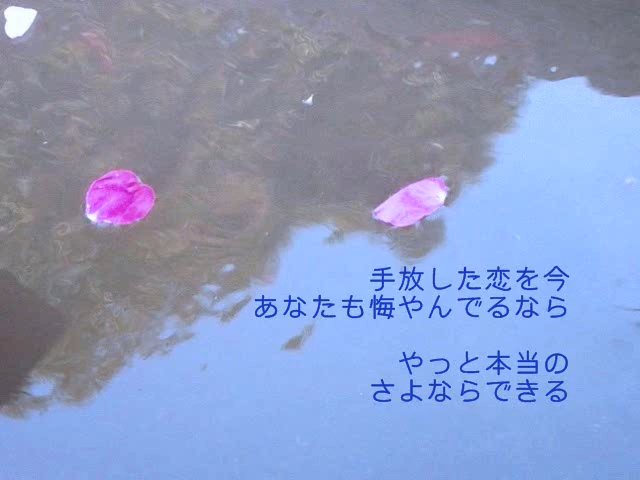 手放した恋を今
あなたも悔やんでるなら
やっと本当の
さよならできる